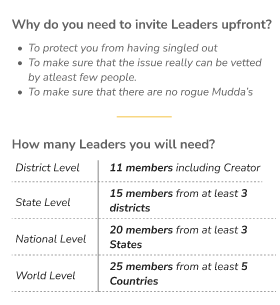 Why do you need to invite Leaders upfront?
• To protect you from having singled out
• To make sure that the issue really can be vetted
by atleast few people.
• To make sure that there are no rogue Mudda's
How many Leaders you will need?
District Level 11 members including Creator
State Level 15 members from at least 3
districts
National Level 20 members from at least 3
States
World Level 25 members from at least 5
Countries